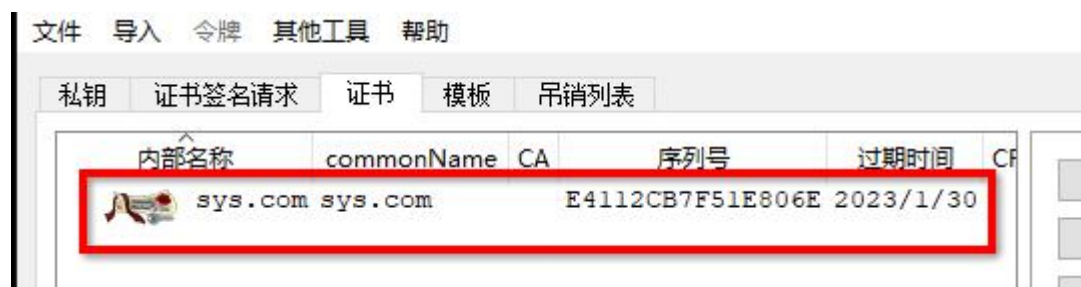 文件 导入 令牌 其他工具 帮助
私钥 证书签名请求 证书 模板 吊销列表
内部名称 commonName CA 序列号 过期时间
sys.com sys.com E4112CB7F51E806E 2023/1/30